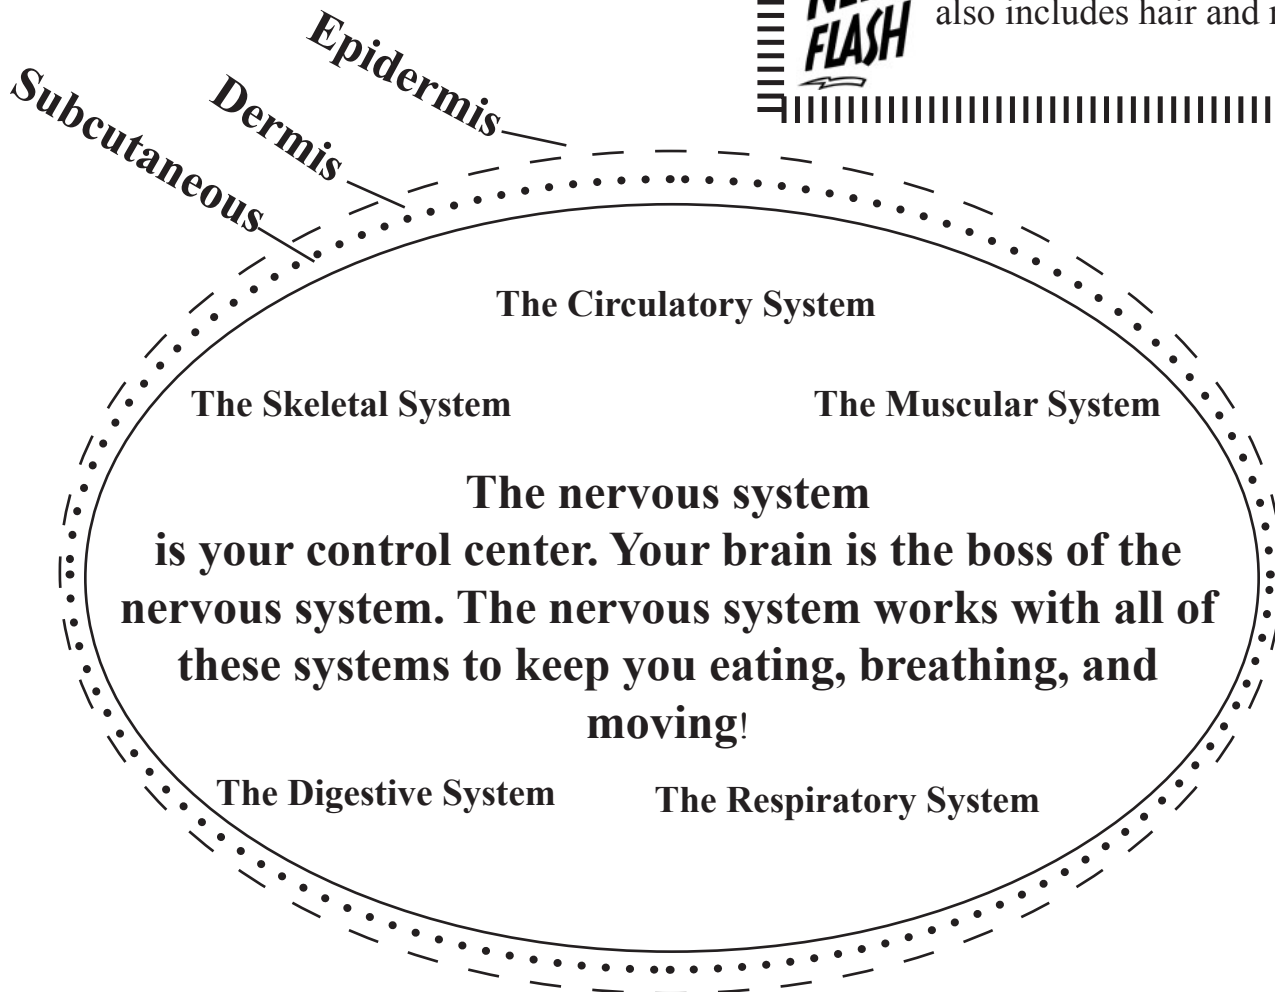 FLASH
also includes hair and
Epidermis
Dermis
Subcutaneous
The Circulatory System
The Skeletal System
The Muscular System
The nervous system
is your control center. Your brain is the boss of the
nervous system. The nervous system works with all of
these systems to keep you eating, breathing, and
moving!
The Digestive System
The Respiratory System